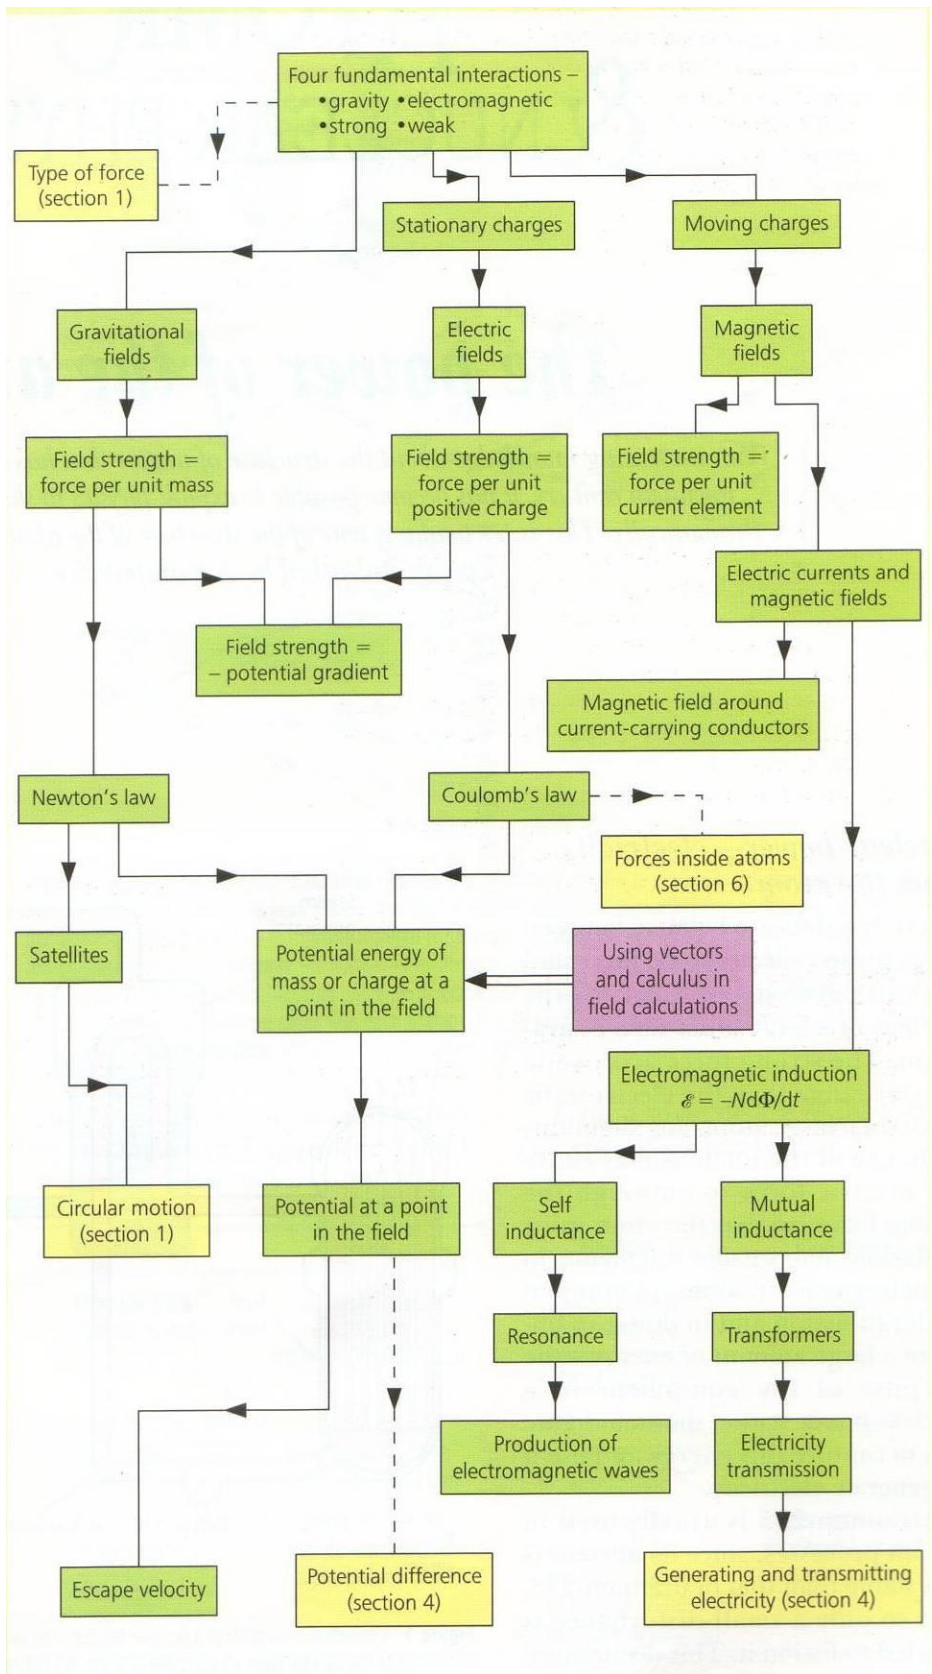 Four fundamental interactions –
•gravity •electromagnetic
•strong •weak
Type of force
(section 1)
Stationary charges
Moving charges
Gravitational
fields
Electric
fields
Magnetic
fields
Field strength =
force per unit mass
Field strength =
force per unit
positive charge
Field strength =
force per unit
current element
Electric currents and
magnetic fields
Field strength =
– potential gradient
Magnetic field around
current-carrying conductors
Newton's law
Coulomb's law
Forces inside atoms
(section 6)
Satellites
Potential energy of
mass or charge at a
point in the field
Using vectors
and calculus in
field calculations
Electromagnetic induction
ℰ = –NdΦ/dt
Circular motion
(section 1)
Potential at a point
in the field
Self
inductance
Mutual
inductance
Resonance
Transformers
Production of
electromagnetic waves
Electricity
transmission
Escape velocity
Potential difference
(section 4)
Generating and transmitting
electricity (section 4)